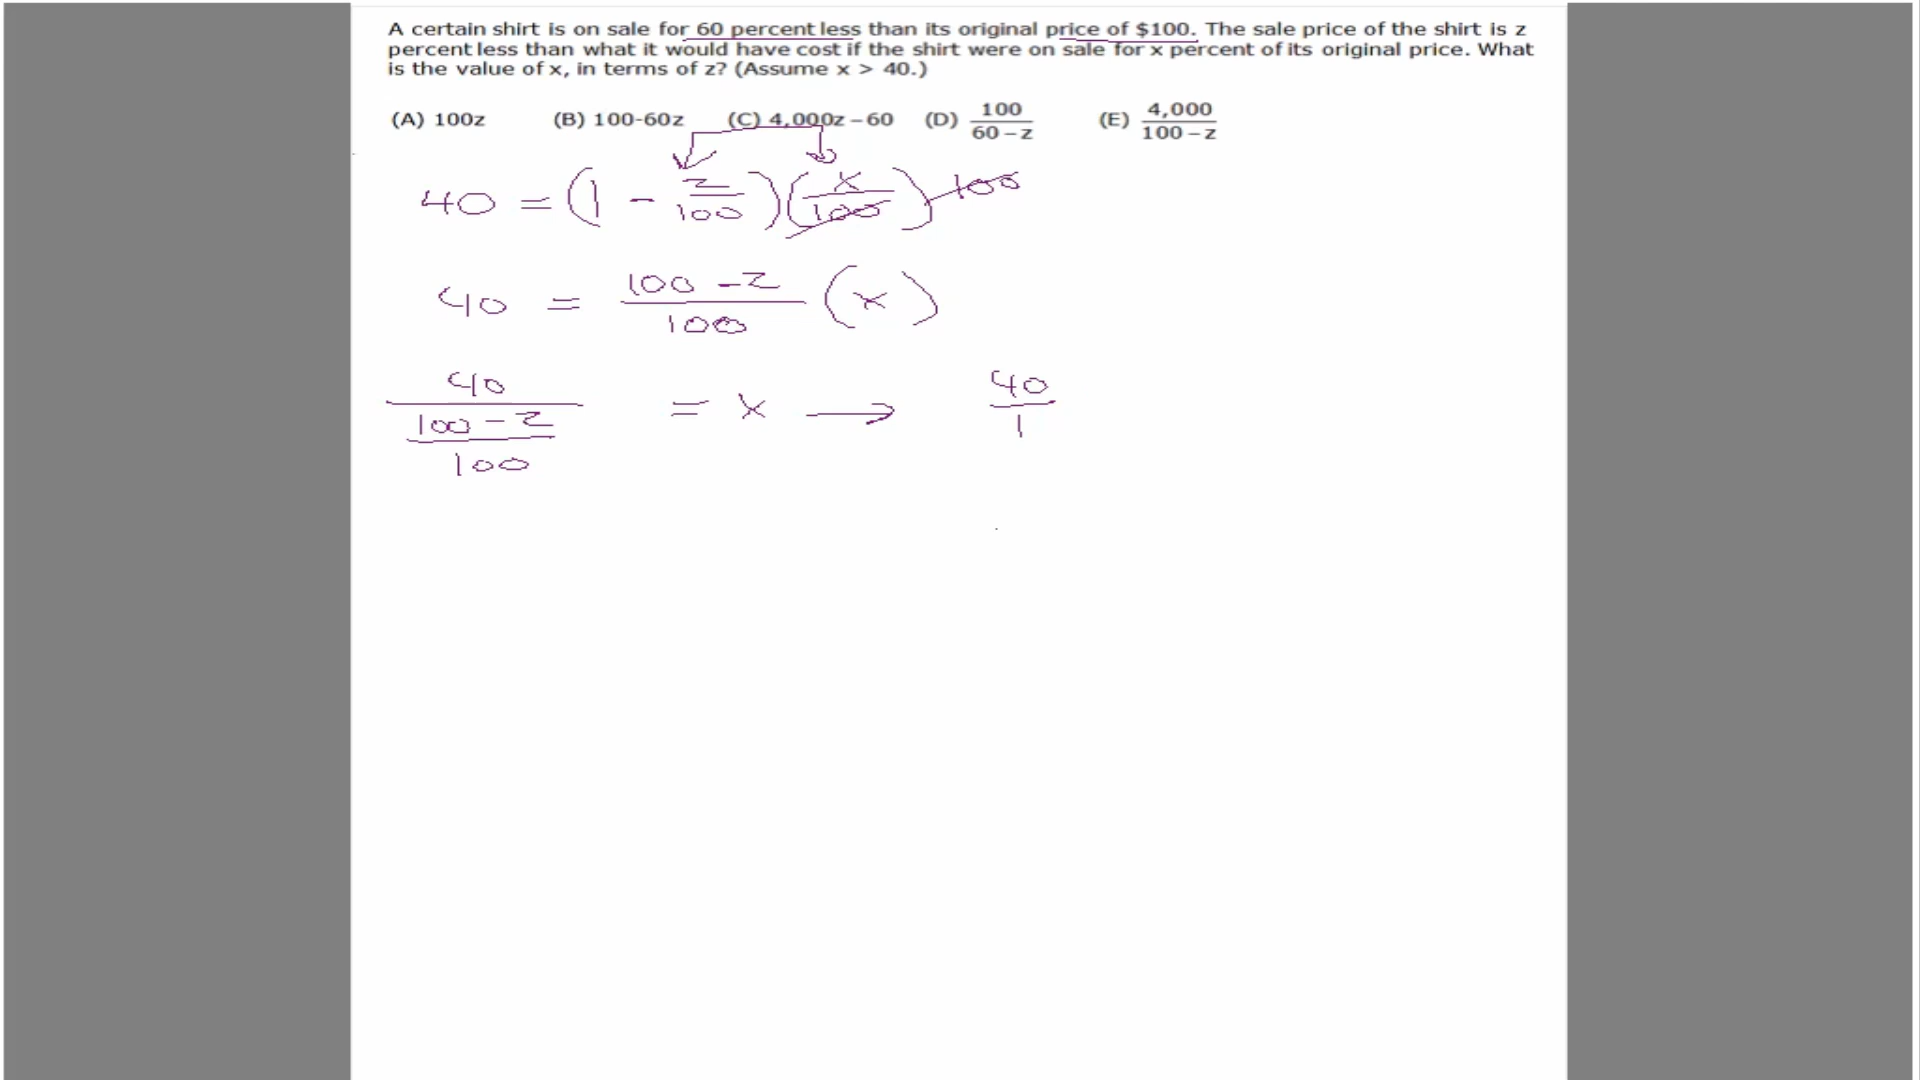 A certain shirt is on sale for 60 percent less than its original price of $100. The sale price of the shirt is z
percent less than what it would have cost if the shirt were on sale for x percent of its original price. What
is the value of x, in terms of z? (Assume x > 40.)
(A) 100z (B) 100-60z (C) 4,000z – 60 (D) 100/(60 – z) (E) 4,000/(100 – z)
40 = (1 - z/100)(x/100) 100
40 = (100 - z)/100 (x)
40/((100 - z)/100) = x → 40/1